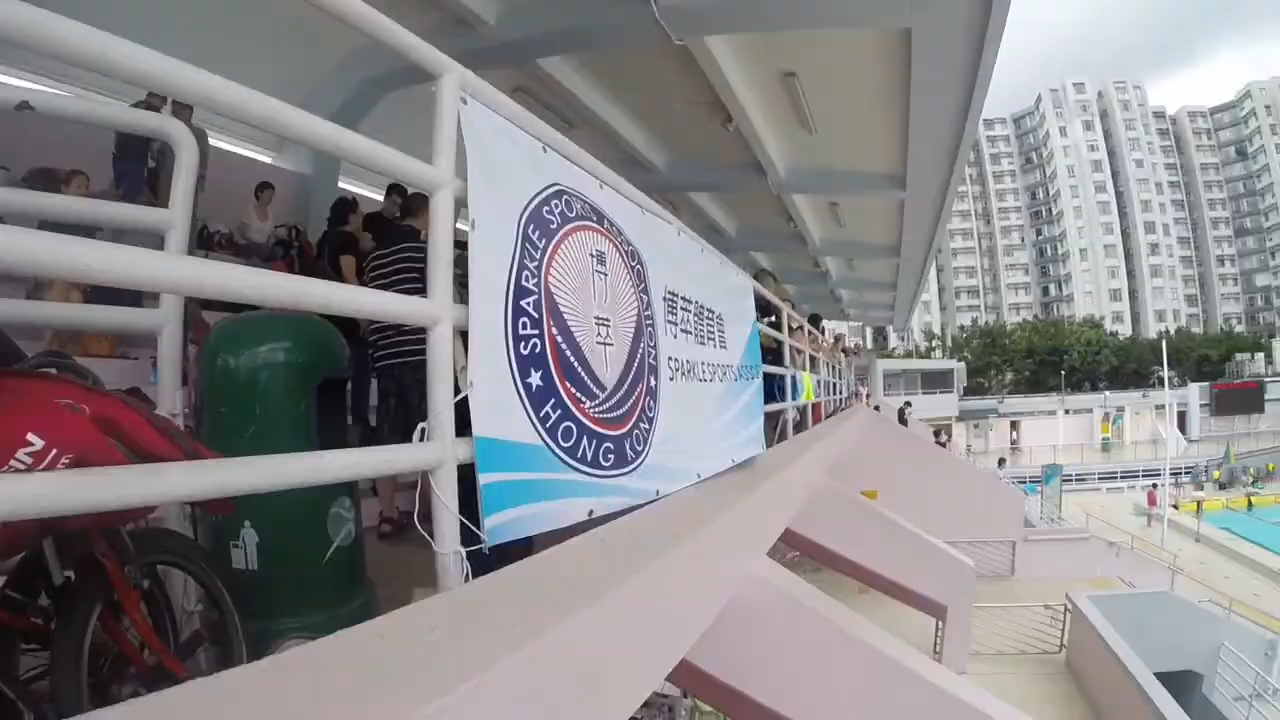 SPARKLE SPORTS ASSOCIATION
博萃
HONG KONG
博萃體育會
SPARKLE SPORTS ASSO